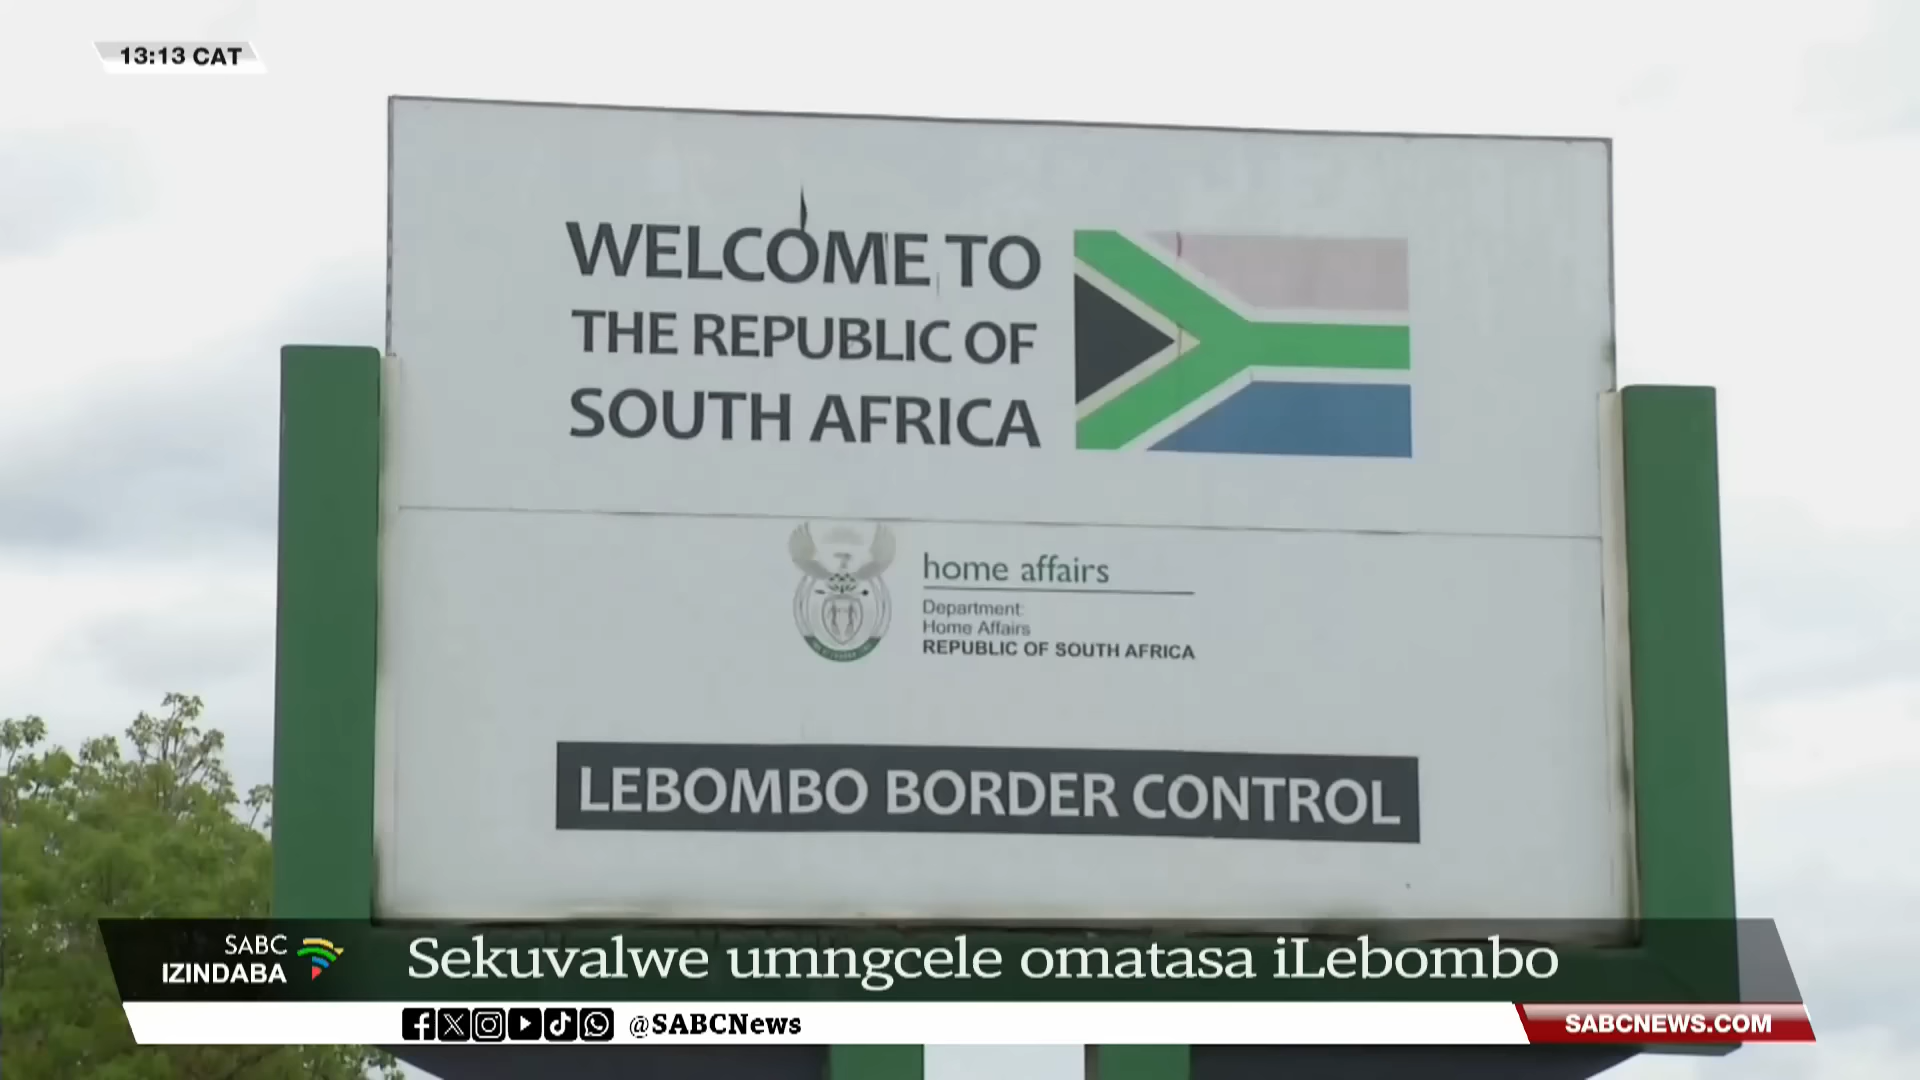 13:13 CAT
WELCOME TO
THE REPUBLIC OF
SOUTH AFRICA
home affairs
Department:
Home Affairs
REPUBLIC OF SOUTH AFRICA
LEBOMBO BORDER CONTROL
SABC
IZINDABA
Sekuvalwe umngcele omatasa iLebombo
@SABCNews
SABCNEWS.COM